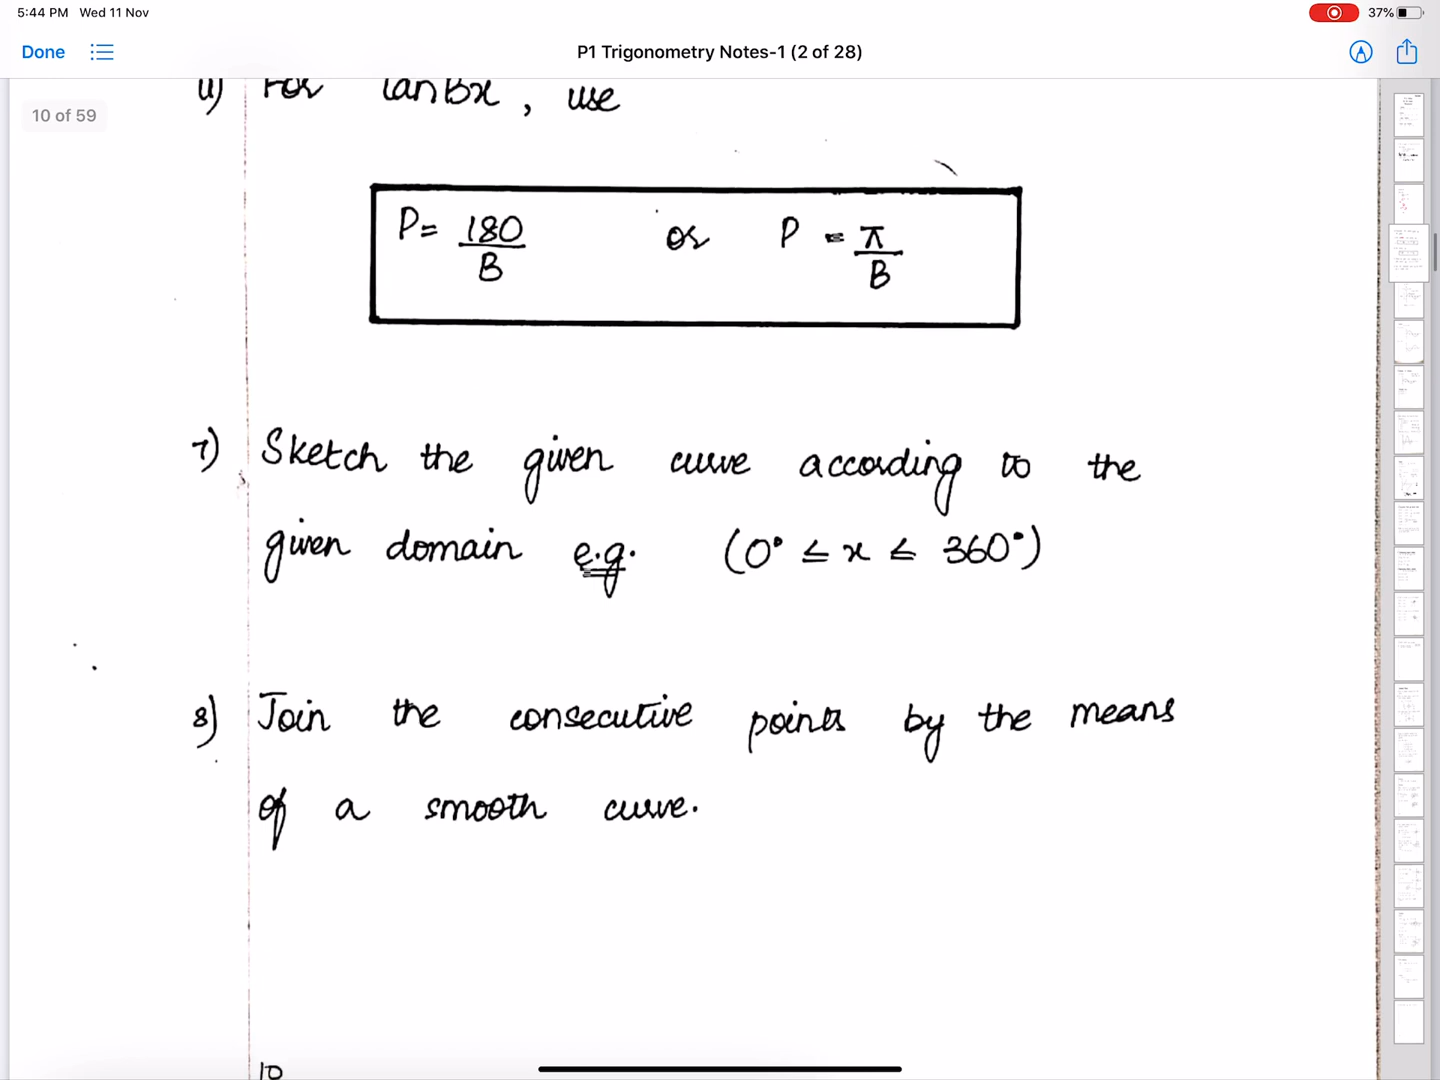 5:44 PM Wed 11 Nov
37%
Done
P1 Trigonometry Notes-1 (2 of 28)
10 of 59
ii) For tanBx , use
P= 180/B or P = π/B
7) Sketch the given curve according to the
given domain e.g. (0° ≤ x ≤ 360°)
8) Join the consecutive points by the means
of a smooth curve.
10